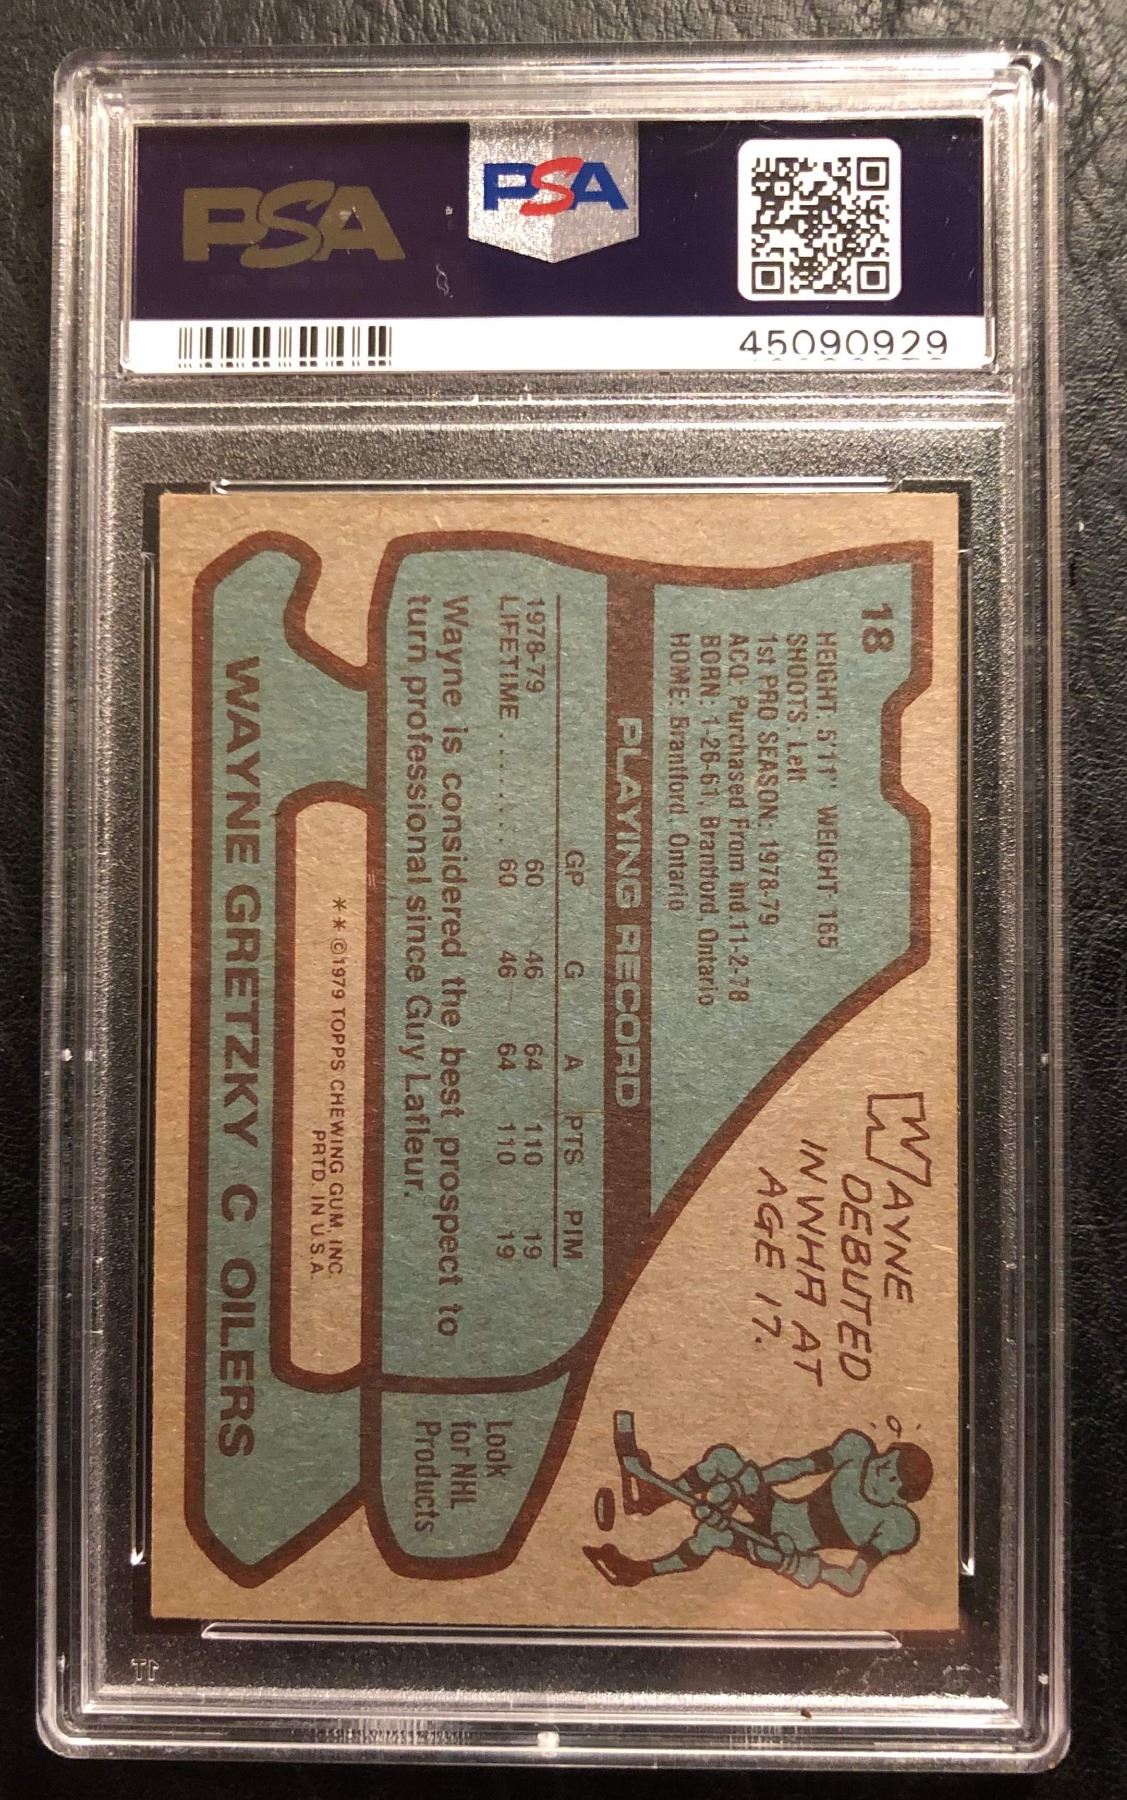 PSA
PSA
45090929
18
HEIGHT: 5'11" WEIGHT: 165
SHOOTS: Left
1st PRO SEASON: 1978-79
ACQ: Purchased From Ind 11-2-78
BORN: 1-26-61, Brantford, Ontario
HOME: Brantford, Ontario
WAYNE
DEBUTED
IN WHA AT
AGE 17.
PLAYING RECORD
GP G A PTS PIM
1978-79 60 46 64 110 19
LIFETIME ....... 60 46 64 110 19
Wayne is considered the best prospect to
turn professional since Guy Lafleur.
Look
for NHL
Products
* * ©1979 TOPPS CHEWING GUM, INC.
PRTD. IN U.S.A.
WAYNE GRETZKY C OILERS